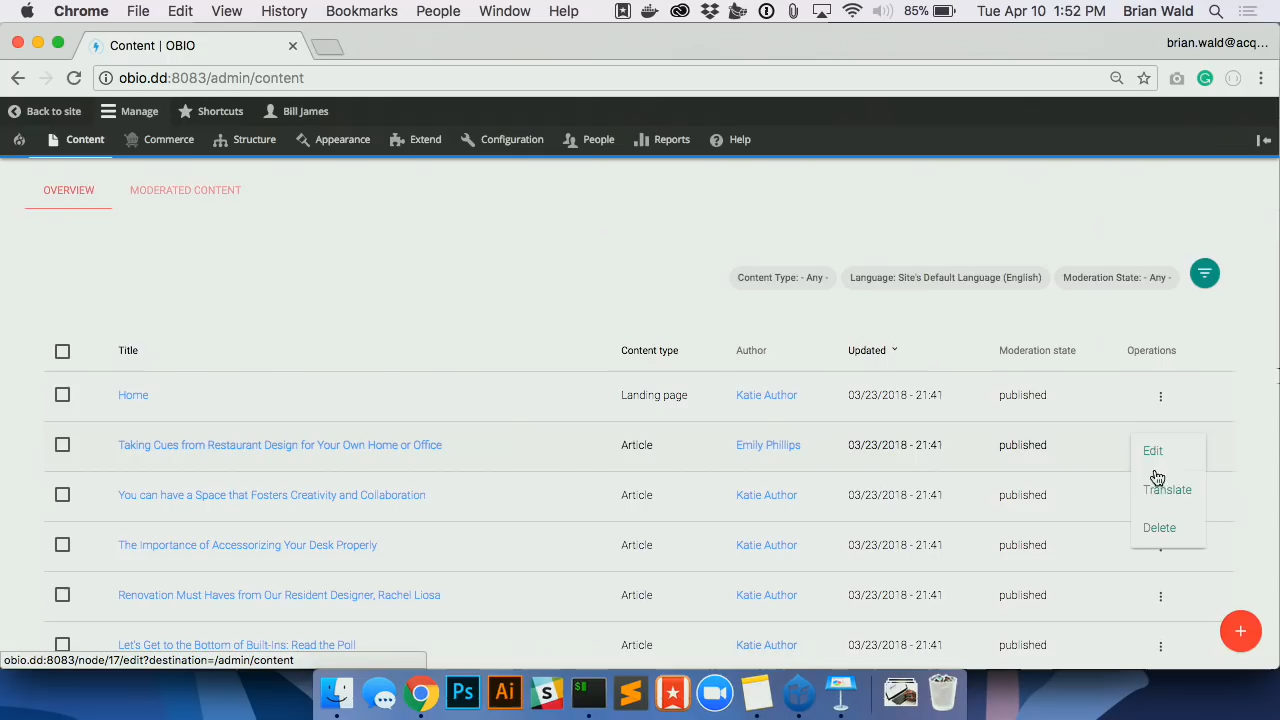 Chrome File Edit View History Bookmarks People Window Help 85% Tue Apr 10 1:52 PM Brian Wald
Content | OBIO brian.wald@acq...
obio.dd:8083/admin/content
Back to site Manage Shortcuts Bill James
Content Commerce Structure Appearance Extend Configuration People Reports Help
OVERVIEW MODERATED CONTENT
Content Type: - Any - Language: Site's Default Language (English) Moderation State: - Any -
Title Content type Author Updated Moderation state Operations
Home Landing page Katie Author 03/23/2018 - 21:41 published
Taking Cues from Restaurant Design for Your Own Home or Office Article Emily Phillips 03/23/2018 - 21:41 published
Edit
You can have a Space that Fosters Creativity and Collaboration Article Katie Author 03/23/2018 - 21:41 published
Translate
Delete
The Importance of Accessorizing Your Desk Properly Article Katie Author 03/23/2018 - 21:41 published
Renovation Must Haves from Our Resident Designer, Rachel Liosa Article Katie Author 03/23/2018 - 21:41 published
Let's Get to the Bottom of Built-Ins: Read the Poll Article Katie Author 03/23/2018 - 21:41 published
obio.dd:8083/node/17/edit?destination=/admin/content
Ps Ai S $